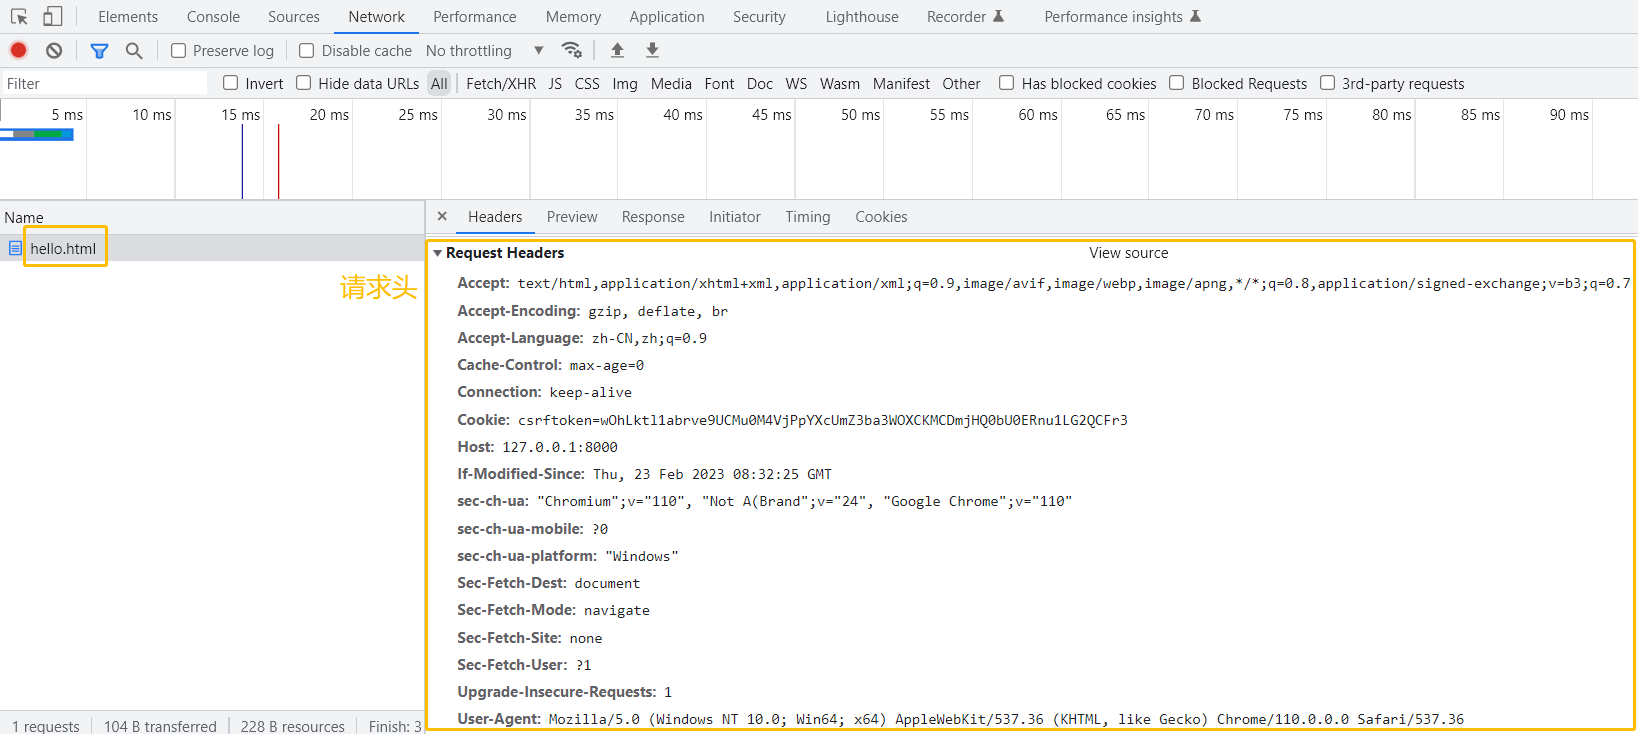 Elements Console Sources Network Performance Memory Application Security Lighthouse Recorder Performance insights
Preserve log Disable cache No throttling
Filter Invert Hide data URLs All Fetch/XHR JS CSS Img Media Font Doc WS Wasm Manifest Other Has blocked cookies Blocked Requests 3rd-party requests
5 ms 10 ms 15 ms 20 ms 25 ms 30 ms 35 ms 40 ms 45 ms 50 ms 55 ms 60 ms 65 ms 70 ms 75 ms 80 ms 85 ms 90 ms
Name
hello.html
请求头
× Headers Preview Response Initiator Timing Cookies
Request Headers View source
Accept: text/html,application/xhtml+xml,application/xml;q=0.9,image/avif,image/webp,image/apng,*/*;q=0.8,application/signed-exchange;v=b3;q=0.7
Accept-Encoding: gzip, deflate, br
Accept-Language: zh-CN,zh;q=0.9
Cache-Control: max-age=0
Connection: keep-alive
Cookie: csrftoken=wOhLktl1abrve9UCMu0M4VjPpYXcUmZ3ba3WOXCKMCDmjHQ0bU0ERnu1LG2QCFr3
Host: 127.0.0.1:8000
If-Modified-Since: Thu, 23 Feb 2023 08:32:25 GMT
sec-ch-ua: "Chromium";v="110", "Not A(Brand";v="24", "Google Chrome";v="110"
sec-ch-ua-mobile: ?0
sec-ch-ua-platform: "Windows"
Sec-Fetch-Dest: document
Sec-Fetch-Mode: navigate
Sec-Fetch-Site: none
Sec-Fetch-User: ?1
Upgrade-Insecure-Requests: 1
User-Agent: Mozilla/5.0 (Windows NT 10.0; Win64; x64) AppleWebKit/537.36 (KHTML, like Gecko) Chrome/110.0.0.0 Safari/537.36
1 requests 104 B transferred 228 B resources Finish: 3